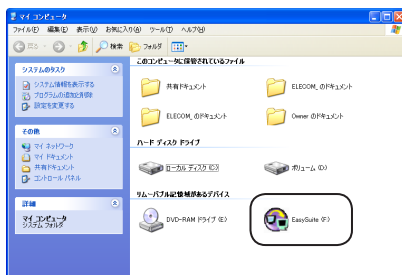 マイ コンピュータ
ファイル(F) 編集(E) 表示(V) お気に入り(A) ツール(T) ヘルプ(H)
戻る 検索 フォルダ
システムのタスク
システム情報を表示する
プログラムの追加と削除
設定を変更する
その他
マイ ネットワーク
マイ ドキュメント
共有ドキュメント
コントロール パネル
詳細
マイ コンピュータ
システム フォルダ
このコンピュータに保管されているファイル
共有ドキュメント ELECOM_のドキュメント
ELECOM_のドキュメント Owner のドキュメント
ハード ディスク ドライブ
ローカル ディスク (C:) ボリューム (D:)
リムーバブル記憶域があるデバイス
DVD-RAM ドライブ (E:) EasySuite (F:)